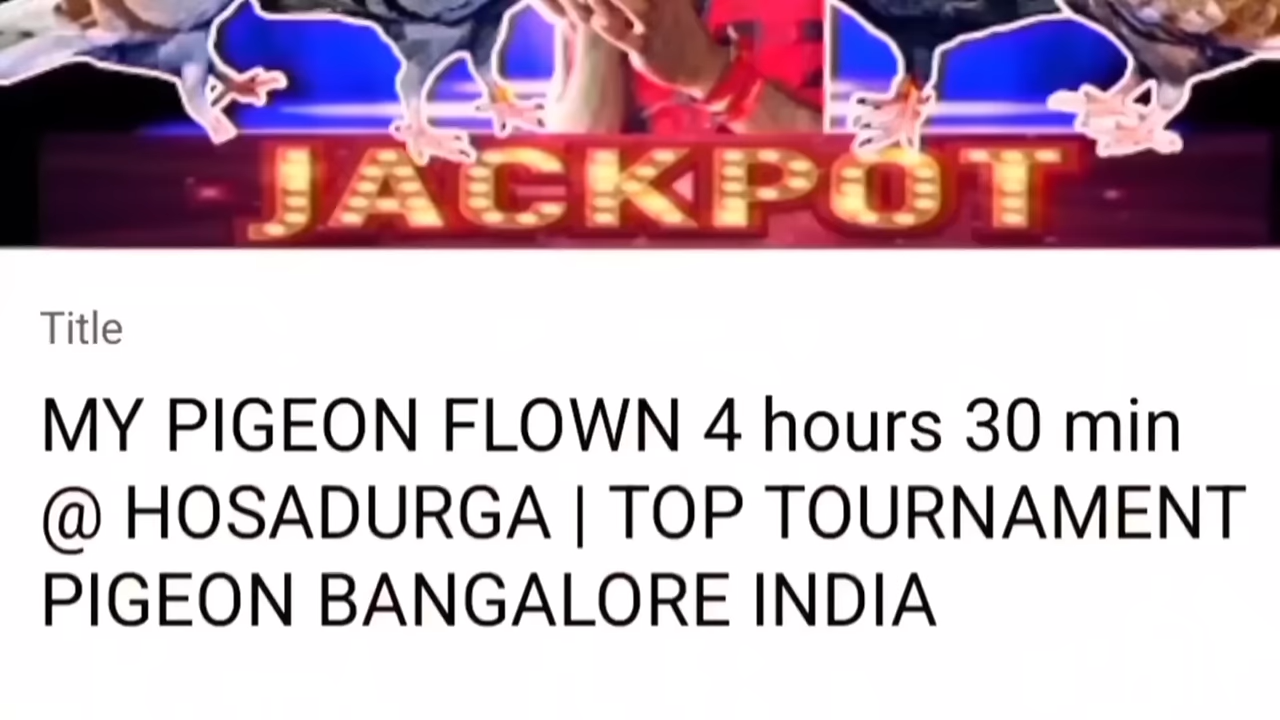 JACKPOT
Title
MY PIGEON FLOWN 4 hours 30 min
@ HOSADURGA | TOP TOURNAMENT
PIGEON BANGALORE INDIA